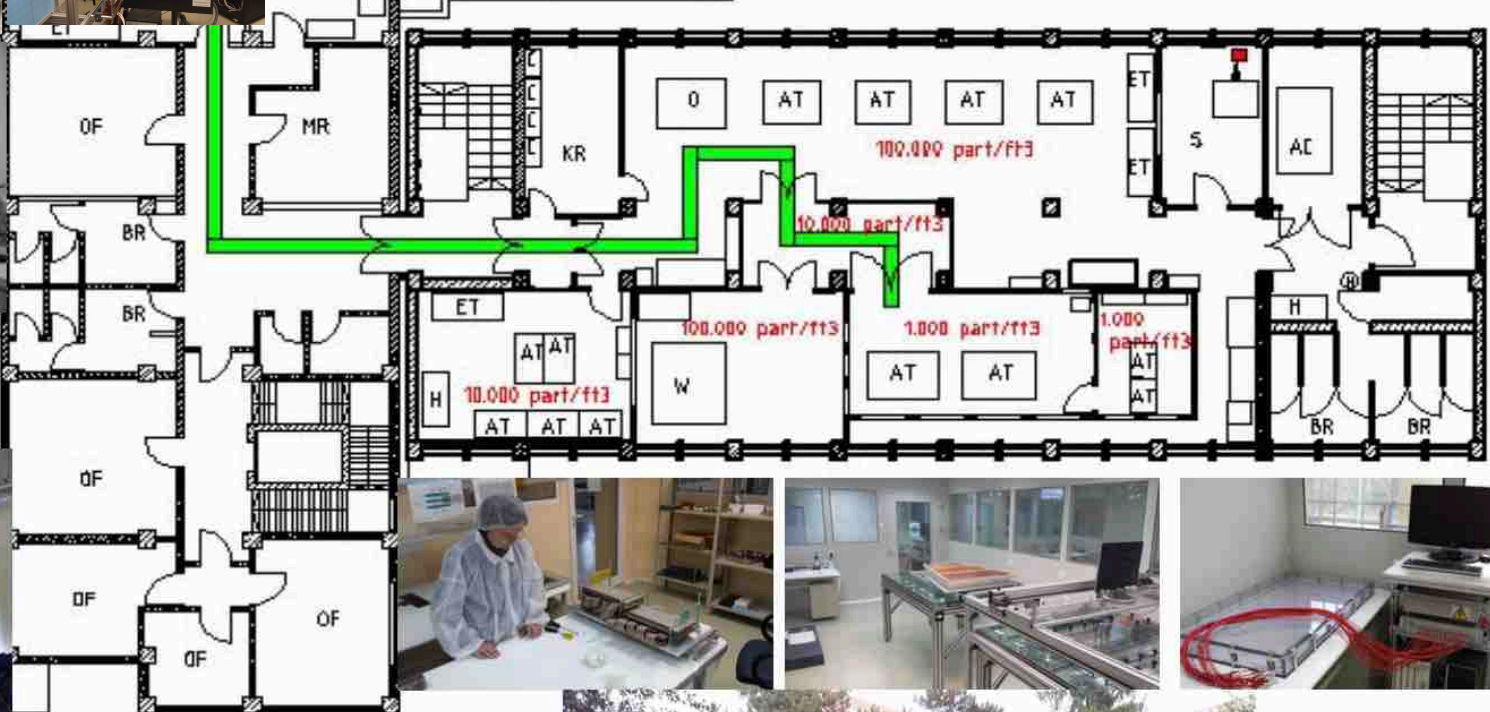 ET
OF
MR
BR
BR
OF
OF
OF
OF
KR
O
AT
AT
AT
AT
ET
ET
100.000 part/ft3
S
AC
10.000 part/ft3
ET
AT
AT
H
10.000 part/ft3
AT
AT
AT
100.000 part/ft3
W
1.000 part/ft3
AT
AT
1.000
part/ft3
AT
AT
H
H
BR
BR